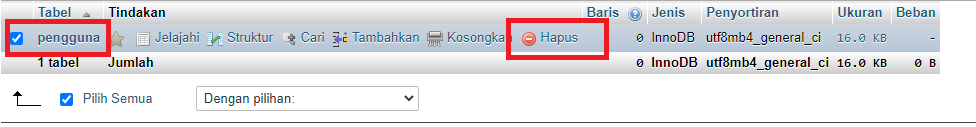 Tabel Tindakan Baris Jenis Penyortiran Ukuran Beban
pengguna Jelajahi Struktur Cari Tambahkan Kosongkan Hapus 0 InnoDB utf8mb4_general_ci 16.0 KB -
1 tabel Jumlah 0 InnoDB utf8mb4_general_ci 16.0 KB 0 B
Pilih Semua Dengan pilihan: